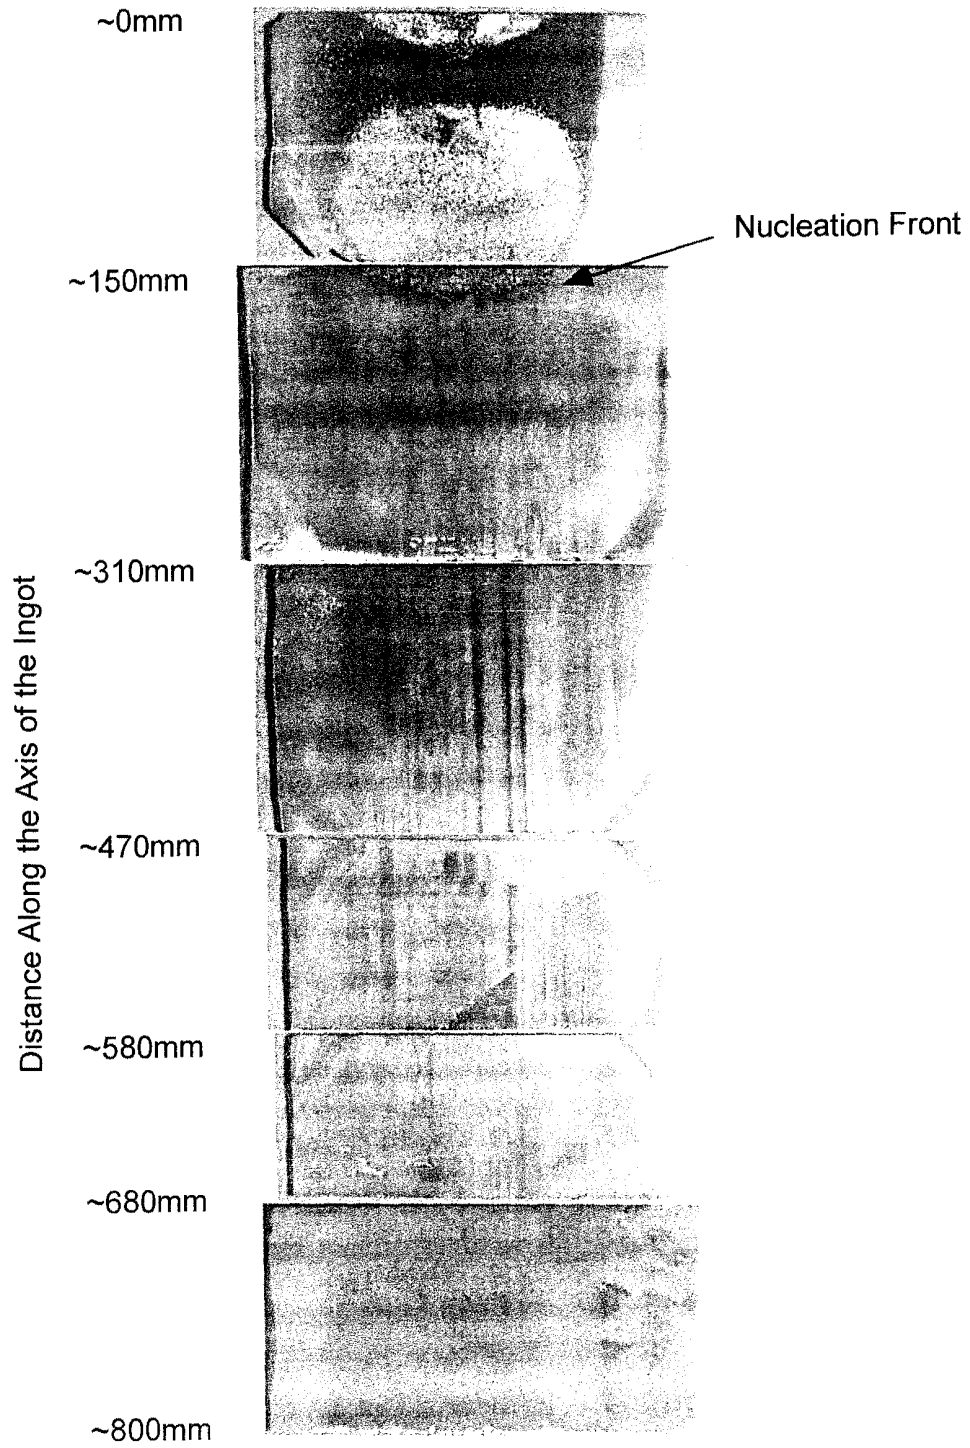 ~0mm
Nucleation Front
~150mm
~310mm
Distance Along the Axis of the Ingot
~470mm
~580mm
~680mm
~800mm